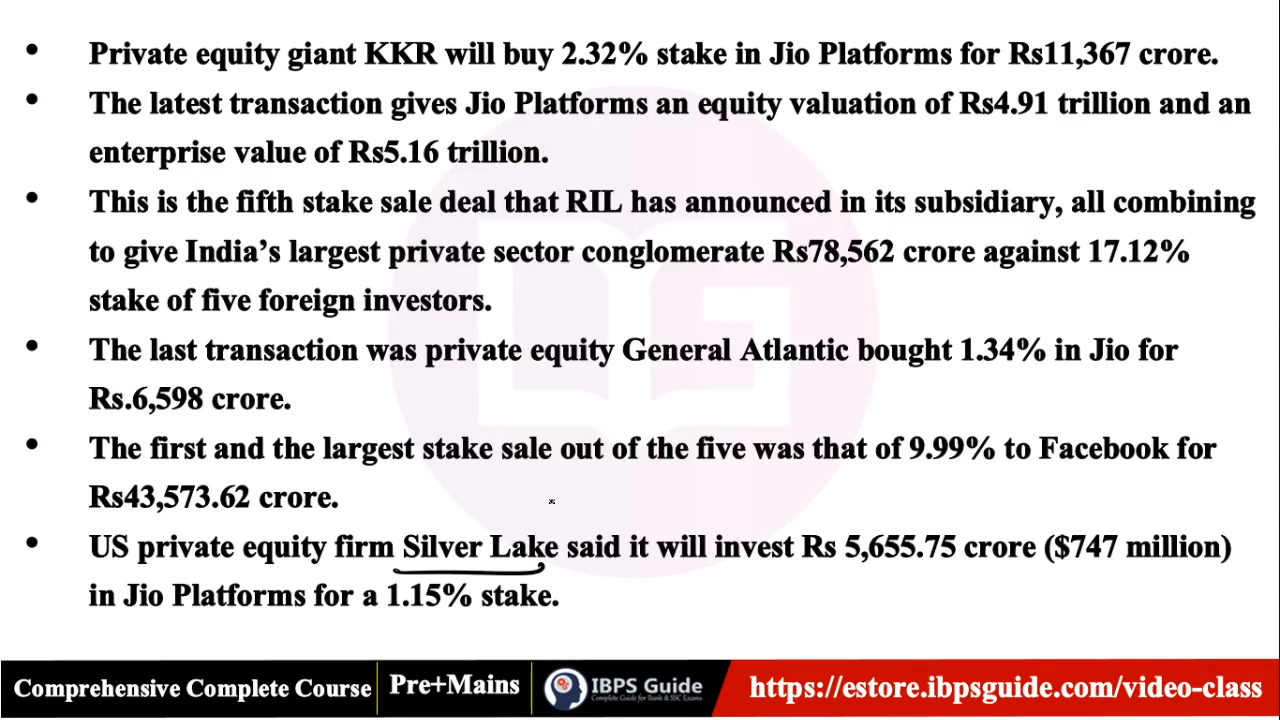 • Private equity giant KKR will buy 2.32% stake in Jio Platforms for Rs11,367 crore.
• The latest transaction gives Jio Platforms an equity valuation of Rs4.91 trillion and an
enterprise value of Rs5.16 trillion.
• This is the fifth stake sale deal that RIL has announced in its subsidiary, all combining
to give India’s largest private sector conglomerate Rs78,562 crore against 17.12%
stake of five foreign investors.
• The last transaction was private equity General Atlantic bought 1.34% in Jio for
Rs.6,598 crore.
• The first and the largest stake sale out of the five was that of 9.99% to Facebook for
Rs43,573.62 crore.
• US private equity firm Silver Lake said it will invest Rs 5,655.75 crore ($747 million)
in Jio Platforms for a 1.15% stake.
Comprehensive Complete Course Pre+Mains IBPS Guide https://estore.ibpsguide.com/video-class
Complete Guide for Bank & SSC Exams